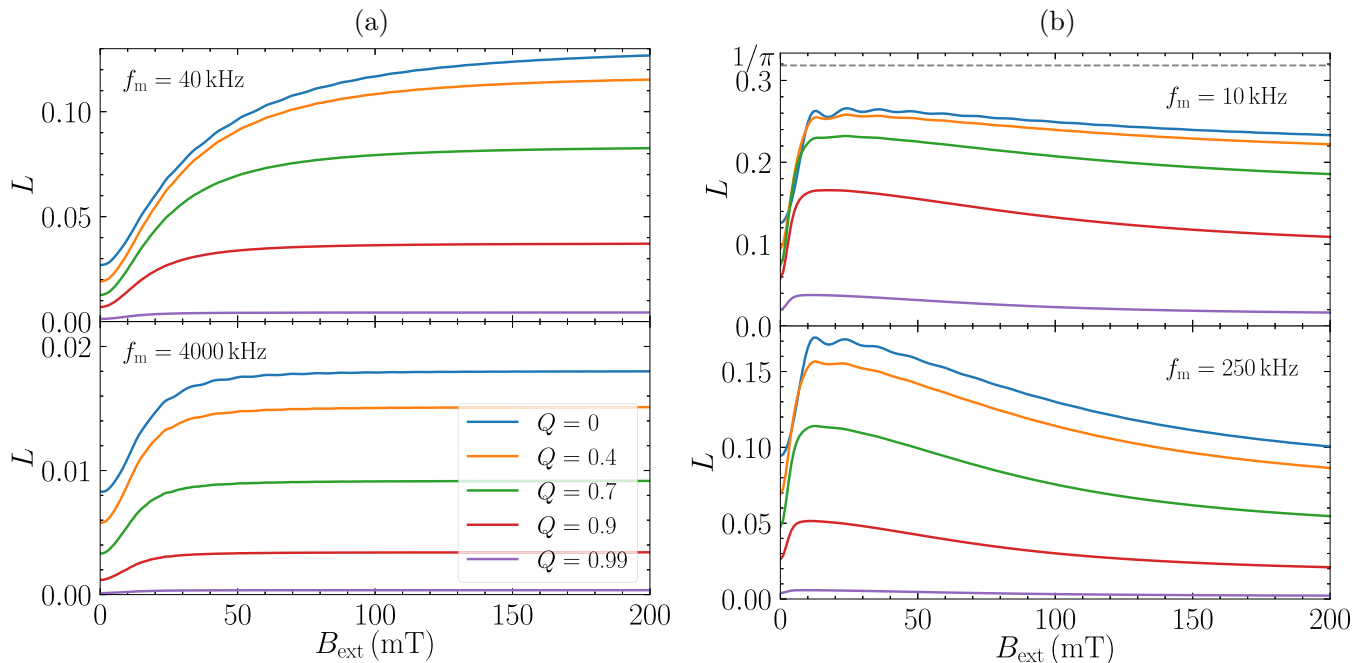 (a)
f_m = 40 kHz
L
0.10
0.05
0.00
f_m = 4000 kHz
L
0.02
0.01
0.00
Q = 0
Q = 0.4
Q = 0.7
Q = 0.9
Q = 0.99
0 50 100 150 200
B_ext (mT)
(b)
1/π
f_m = 10 kHz
L
0.3
0.2
0.1
0.0
f_m = 250 kHz
L
0.15
0.10
0.05
0.00
0 50 100 150 200
B_ext (mT)